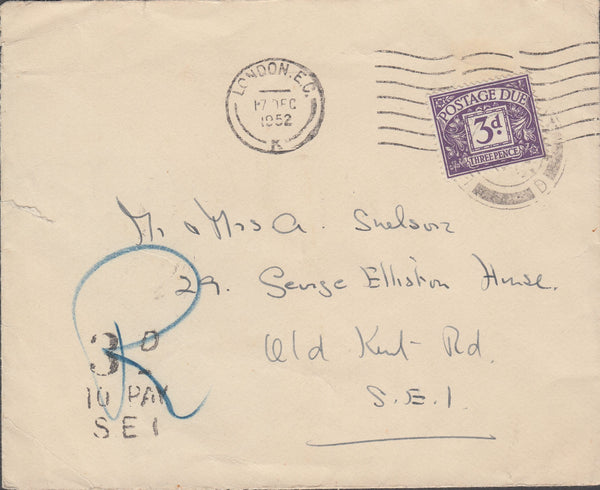 LONDON. E.C.
17 DEC
1952
K
POSTAGE DUE
3d.
THREE PENCE
D
Mr & Mrs A. Snelson
29. George Elliston House.
Old Kent Rd.
S.E.1.
R
3D
TO PAY
SE1